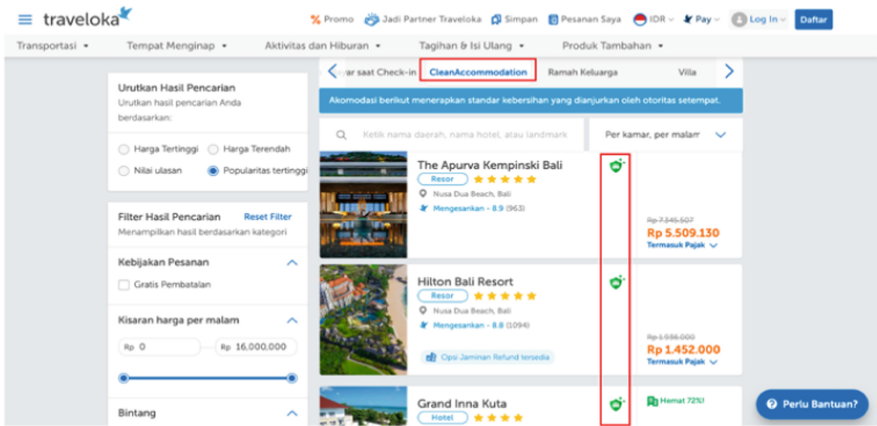 traveloka
Promo
Jadi Partner Traveloka
Simpan
Pesanan Saya
IDR
Pay
Log In
Daftar
Transportasi
Tempat Menginap
Aktivitas dan Hiburan
Tagihan & Isi Ulang
Produk Tambahan
Urutkan Hasil Pencarian
Urutkan hasil pencarian Anda
berdasarkan:
Harga Tertinggi
Harga Terendah
Nilai ulasan
Popularitas tertinggi
Filter Hasil Pencarian
Reset Filter
Menampilkan hasil berdasarkan kategori
Kebijakan Pesanan
Gratis Pembatalan
Kisaran harga per malam
Rp 0
Rp 16,000,000
Bintang
saat Check-in
CleanAccommodation
Ramah Keluarga
Villa
Akomodasi berikut menerapkan standar kebersihan yang dianjurkan oleh otoritas setempat.
Ketik nama daerah, nama hotel, atau landmark
Per kamar, per malam
The Apurva Kempinski Bali
Resor
Nusa Dua Beach, Bali
Mengesankan - 8.9 (963)
Rp 7.345.507
Rp 5.509.130
Termasuk Pajak
Hilton Bali Resort
Resor
Nusa Dua Beach, Bali
Mengesankan - 8.8 (1094)
Opsi Jaminan Refund tersedia
Rp 1.936.000
Rp 1.452.000
Termasuk Pajak
Grand Inna Kuta
Hotel
Hemat 72%!
Perlu Bantuan?